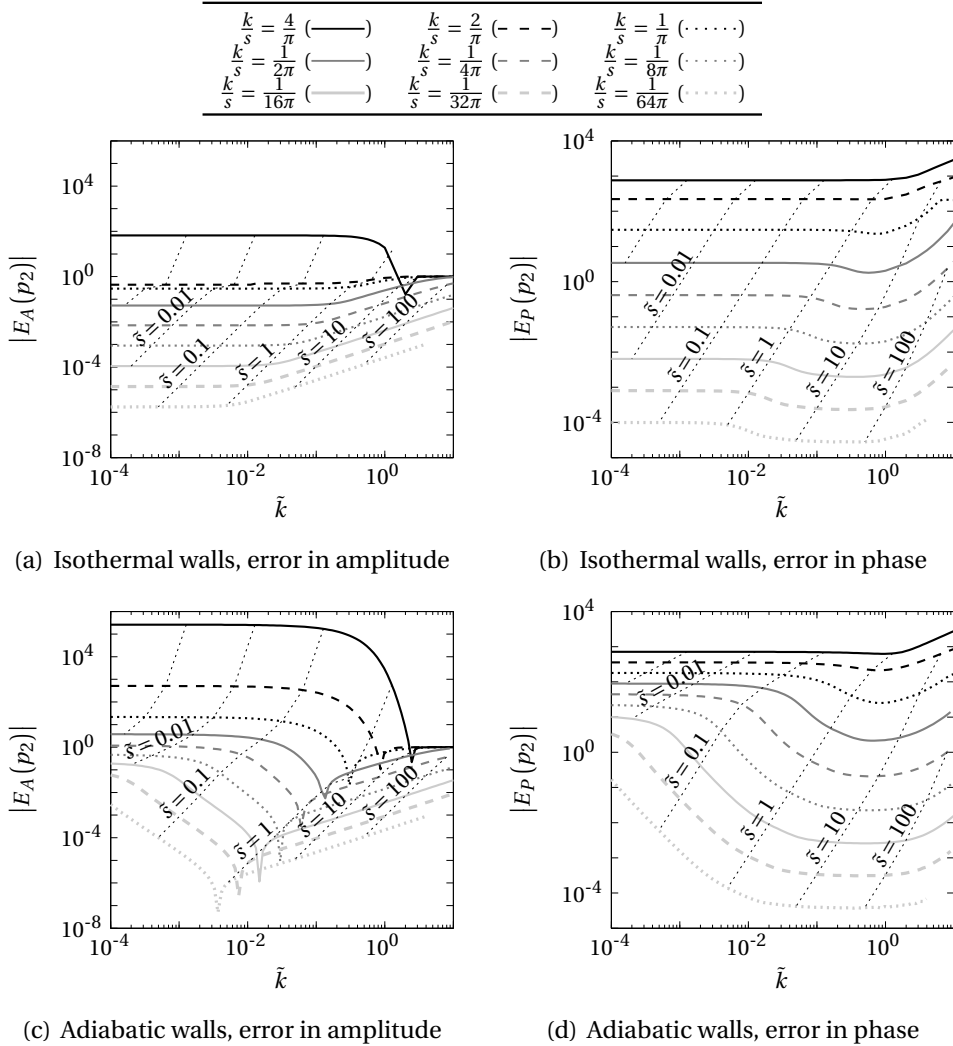 k/s = 4/π ( ) k/s = 2/π ( ) k/s = 1/π ( )
k/s = 1/2π ( ) k/s = 1/4π ( ) k/s = 1/8π ( )
k/s = 1/16π ( ) k/s = 1/32π ( ) k/s = 1/64π ( )
|E_A(p_2)|
10^4
10^0
10^-4
10^-8
10^-4 10^-2 10^0
k̃
s̃ = 0.01
s̃ = 0.1
s̃ = 1
s̃ = 10
s̃ = 100
(a) Isothermal walls, error in amplitude
|E_P(p_2)|
10^4
10^0
10^-4
10^-4 10^-2 10^0
k̃
s̃ = 0.01
s̃ = 0.1
s̃ = 1
s̃ = 10
s̃ = 100
(b) Isothermal walls, error in phase
|E_A(p_2)|
10^4
10^0
10^-4
10^-8
10^-4 10^-2 10^0
k̃
s̃ = 0.01
s̃ = 0.1
s̃ = 1
s̃ = 10
s̃ = 100
(c) Adiabatic walls, error in amplitude
|E_P(p_2)|
10^4
10^0
10^-4
10^-4 10^-2 10^0
k̃
s̃ = 0.01
s̃ = 0.1
s̃ = 1
s̃ = 10
s̃ = 100
(d) Adiabatic walls, error in phase